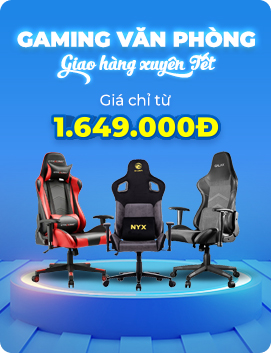 GAMING VĂN PHÒNG
Giao hàng xuyên Tết
Giá chỉ từ
1.649.000Đ
NYX